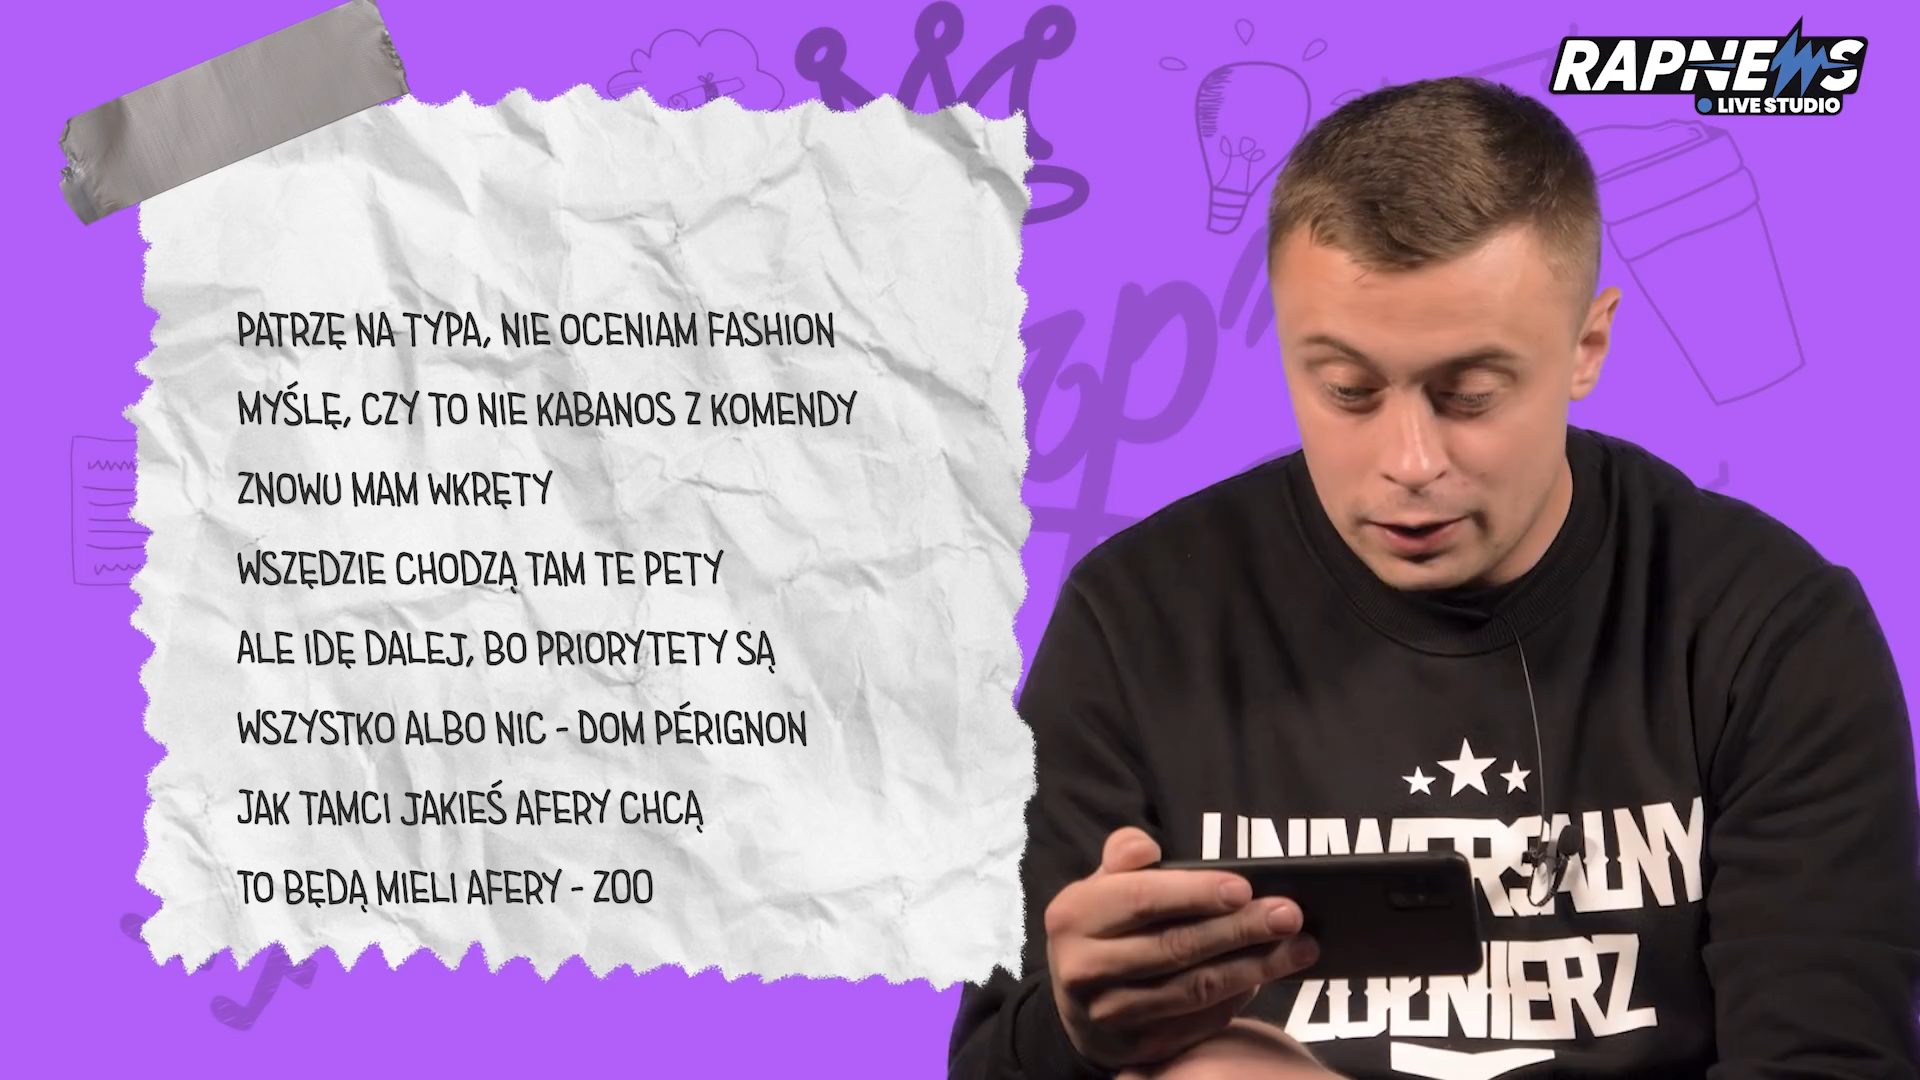 RAPNEWS
LIVE STUDIO
PATRZĘ NA TYPA, NIE OCENIAM FASHION
MYŚLĘ, CZY TO NIE KABANOS Z KOMENDY
ZNOWU MAM WKRĘTY
WSZĘDZIE CHODZĄ TAM TE PETY
ALE IDĘ DALEJ, BO PRIORYTETY SĄ
WSZYSTKO ALBO NIC - DOM PÉRIGNON
JAK TAMCI JAKIEŚ AFERY CHCĄ
TO BĘDĄ MIELI AFERY - ZOO
UNIWERSALNY
ŻOŁNIERZ